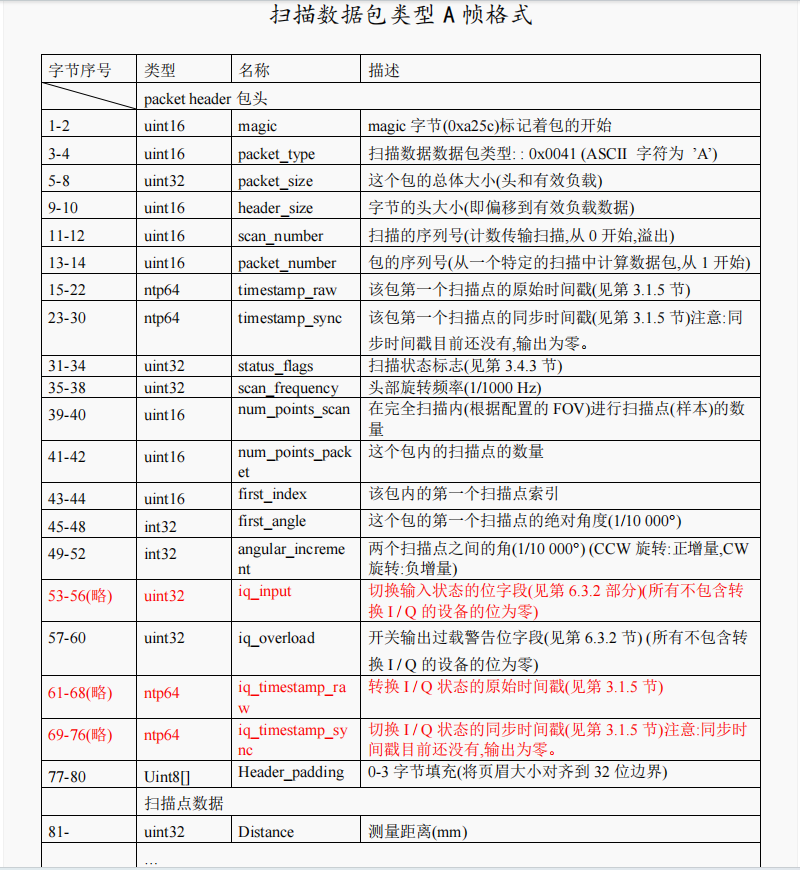 扫描数据包类型 A 帧格式
字节序号 类型 名称 描述
packet header 包头
1-2 uint16 magic magic 字节(0xa25c)标记着包的开始
3-4 uint16 packet_type 扫描数据数据包类型: : 0x0041 (ASCII 字符为 'A')
5-8 uint32 packet_size 这个包的总体大小(头和有效负载)
9-10 uint16 header_size 字节的头大小(即偏移到有效负载数据)
11-12 uint16 scan_number 扫描的序列号(计数传输扫描,从 0 开始,溢出)
13-14 uint16 packet_number 包的序列号(从一个特定的扫描中计算数据包,从 1 开始)
15-22 ntp64 timestamp_raw 该包第一个扫描点的原始时间戳(见第 3.1.5 节)
23-30 ntp64 timestamp_sync 该包第一个扫描点的同步时间戳(见第 3.1.5 节)注意:同
步时间戳目前还没有,输出为零。
31-34 uint32 status_flags 扫描状态标志(见第 3.4.3 节)
35-38 uint32 scan_frequency 头部旋转频率(1/1000 Hz)
39-40 uint16 num_points_scan 在完全扫描内(根据配置的 FOV)进行扫描点(样本)的数
量
41-42 uint16 num_points_pack 这个包内的扫描点的数量
et
43-44 uint16 first_index 该包内的第一个扫描点索引
45-48 int32 first_angle 这个包的第一个扫描点的绝对角度(1/10 000°)
49-52 int32 angular_increme 两个扫描点之间的角(1/10 000°) (CCW 旋转:正增量,CW
nt 旋转:负增量)
53-56(略) uint32 iq_input 切换输入状态的位字段(见第 6.3.2 部分)(所有不包含转
换 I / Q 的设备的位为零)
57-60 uint32 iq_overload 开关输出过载警告位字段(见第 6.3.2 节) (所有不包含转
换 I / Q 的设备的位为零)
61-68(略) ntp64 iq_timestamp_ra 转换 I / Q 状态的原始时间戳(见第 3.1.5 节)
w
69-76(略) ntp64 iq_timestamp_sy 切换 I / Q 状态的同步时间戳(见第 3.1.5 节)注意:同步时
nc 间戳目前还没有,输出为零。
77-80 Uint8[] Header_padding 0-3 字节填充(将页眉大小对齐到 32 位边界)
扫描点数据
81- uint32 Distance 测量距离(mm)
…